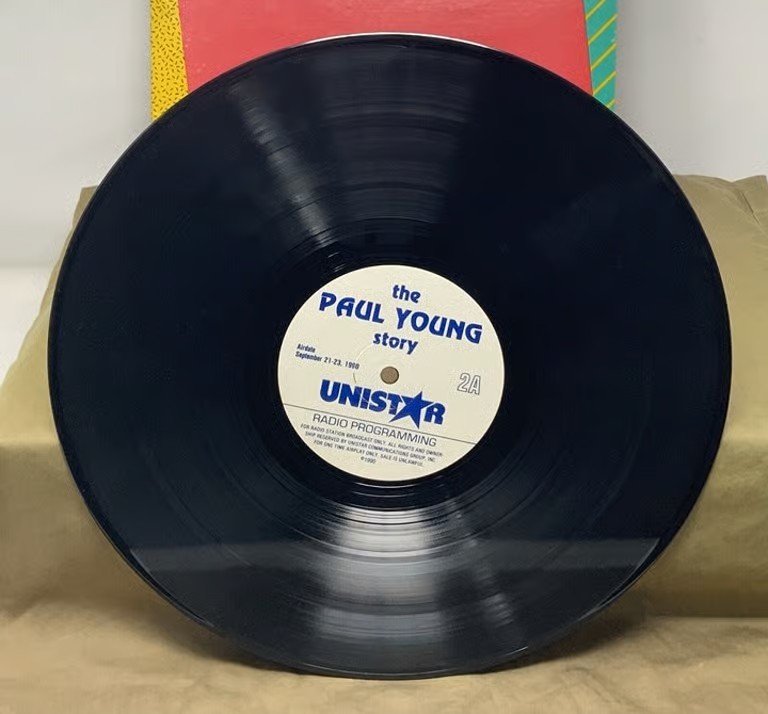 the
PAUL YOUNG
story
Airdate
September 21-23, 1990
2A
UNISTAR
RADIO PROGRAMMING
FOR RADIO STATION BROADCAST ONLY. ALL RIGHTS AND OWNER-
SHIP RESERVED BY UNISTAR COMMUNICATIONS GROUP, INC.
FOR ONE TIME AIRPLAY ONLY. SALE IS UNLAWFUL.
℗1990